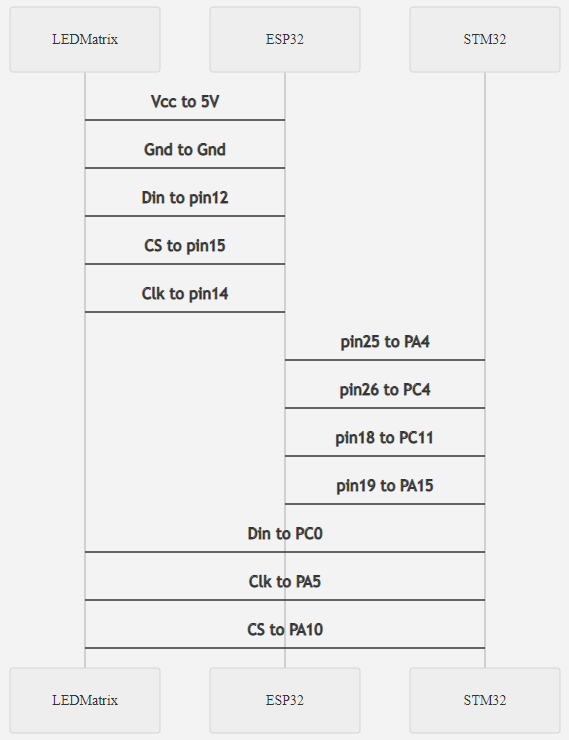 LEDMatrix
ESP32
STM32
Vcc to 5V
Gnd to Gnd
Din to pin12
CS to pin15
Clk to pin14
pin25 to PA4
pin26 to PC4
pin18 to PC11
pin19 to PA15
Din to PC0
Clk to PA5
CS to PA10
LEDMatrix
ESP32
STM32